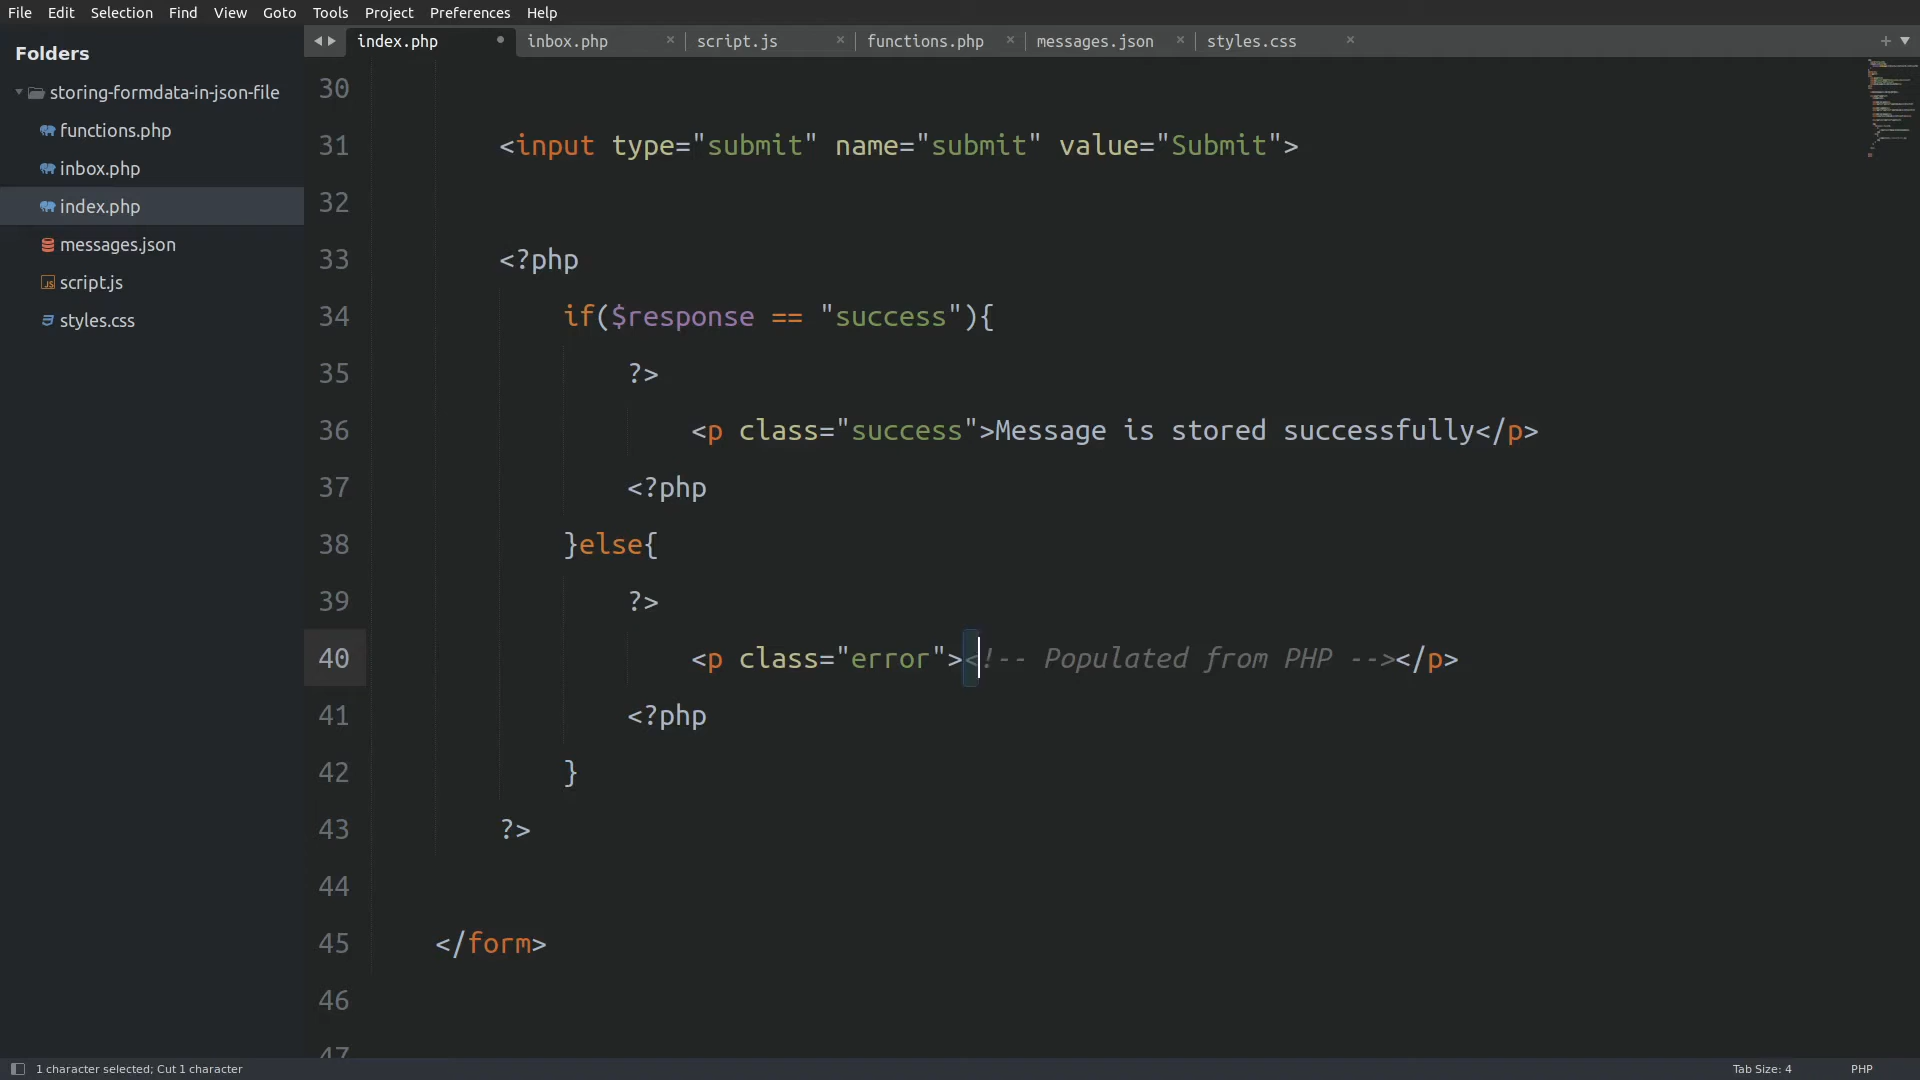 File Edit Selection Find View Goto Tools Project Preferences Help
Folders
storing-formdata-in-json-file
functions.php
inbox.php
index.php
messages.json
script.js
styles.css
index.php inbox.php script.js functions.php messages.json styles.css
30
31 <input type="submit" name="submit" value="Submit">
32
33 <?php
34 if($response == "success"){
35 ?>
36 <p class="success">Message is stored successfully</p>
37 <?php
38 }else{
39 ?>
40 <p class="error"><!-- Populated from PHP --></p>
41 <?php
42 }
43 ?>
44
45 </form>
46
47
1 character selected; Cut 1 character
Tab Size: 4
PHP